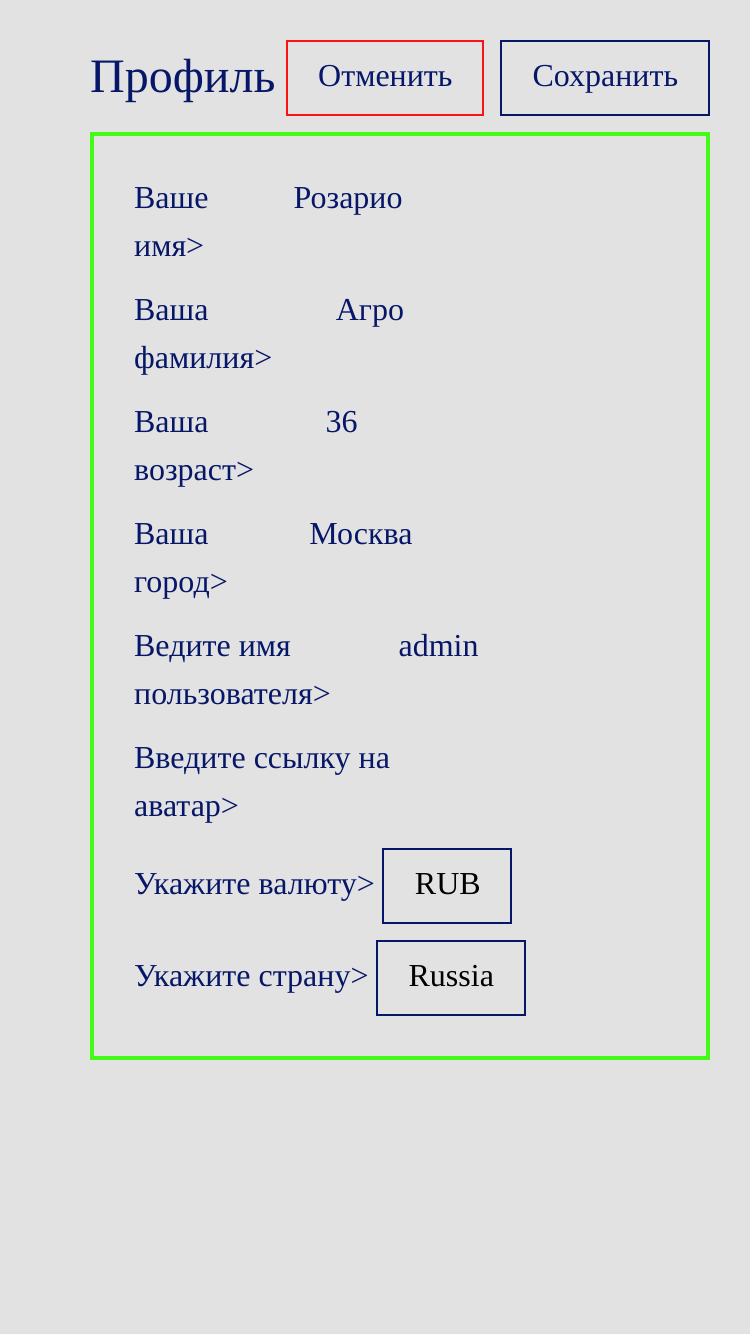 Профиль Отменить Сохранить
Ваше Розарио
имя>
Ваша Агро
фамилия>
Ваша 36
возраст>
Ваша Москва
город>
Ведите имя admin
пользователя>
Введите ссылку на
аватар>
Укажите валюту> RUB
Укажите страну> Russia